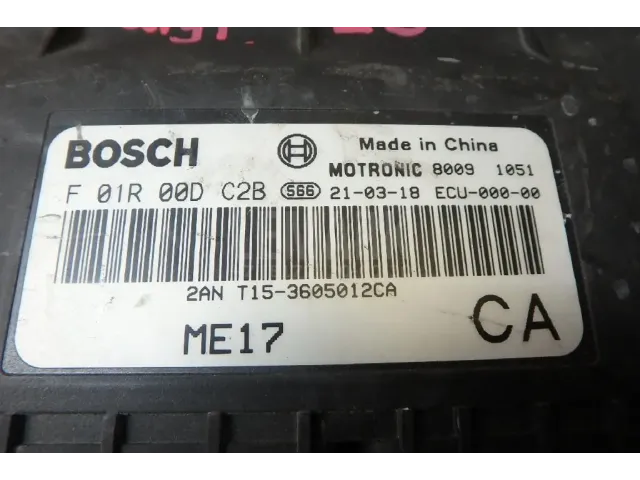 BOSCH Made in China
MOTRONIC 8009 1051
F 01R 00D C2B 566 21-03-18 ECU-000-00
2AN T15-3605012CA
ME17 CA